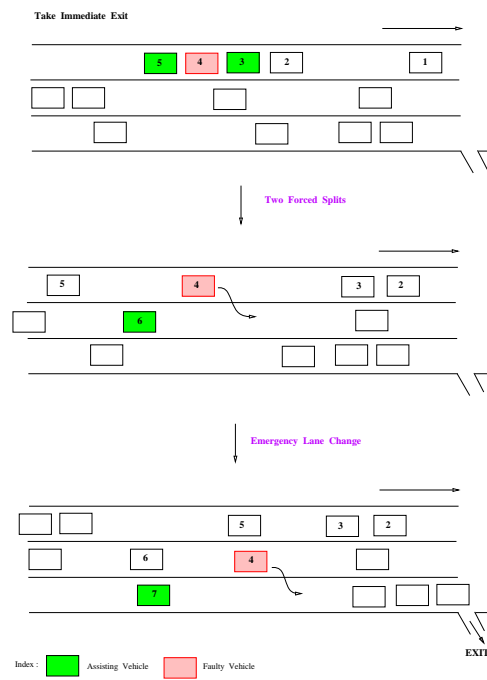 Take Immediate Exit
5 4 3 2 1
Two Forced Splits
5 4 3 2
6
Emergency Lane Change
5 3 2
6 4
7
EXIT
Index : Assisting Vehicle Faulty Vehicle